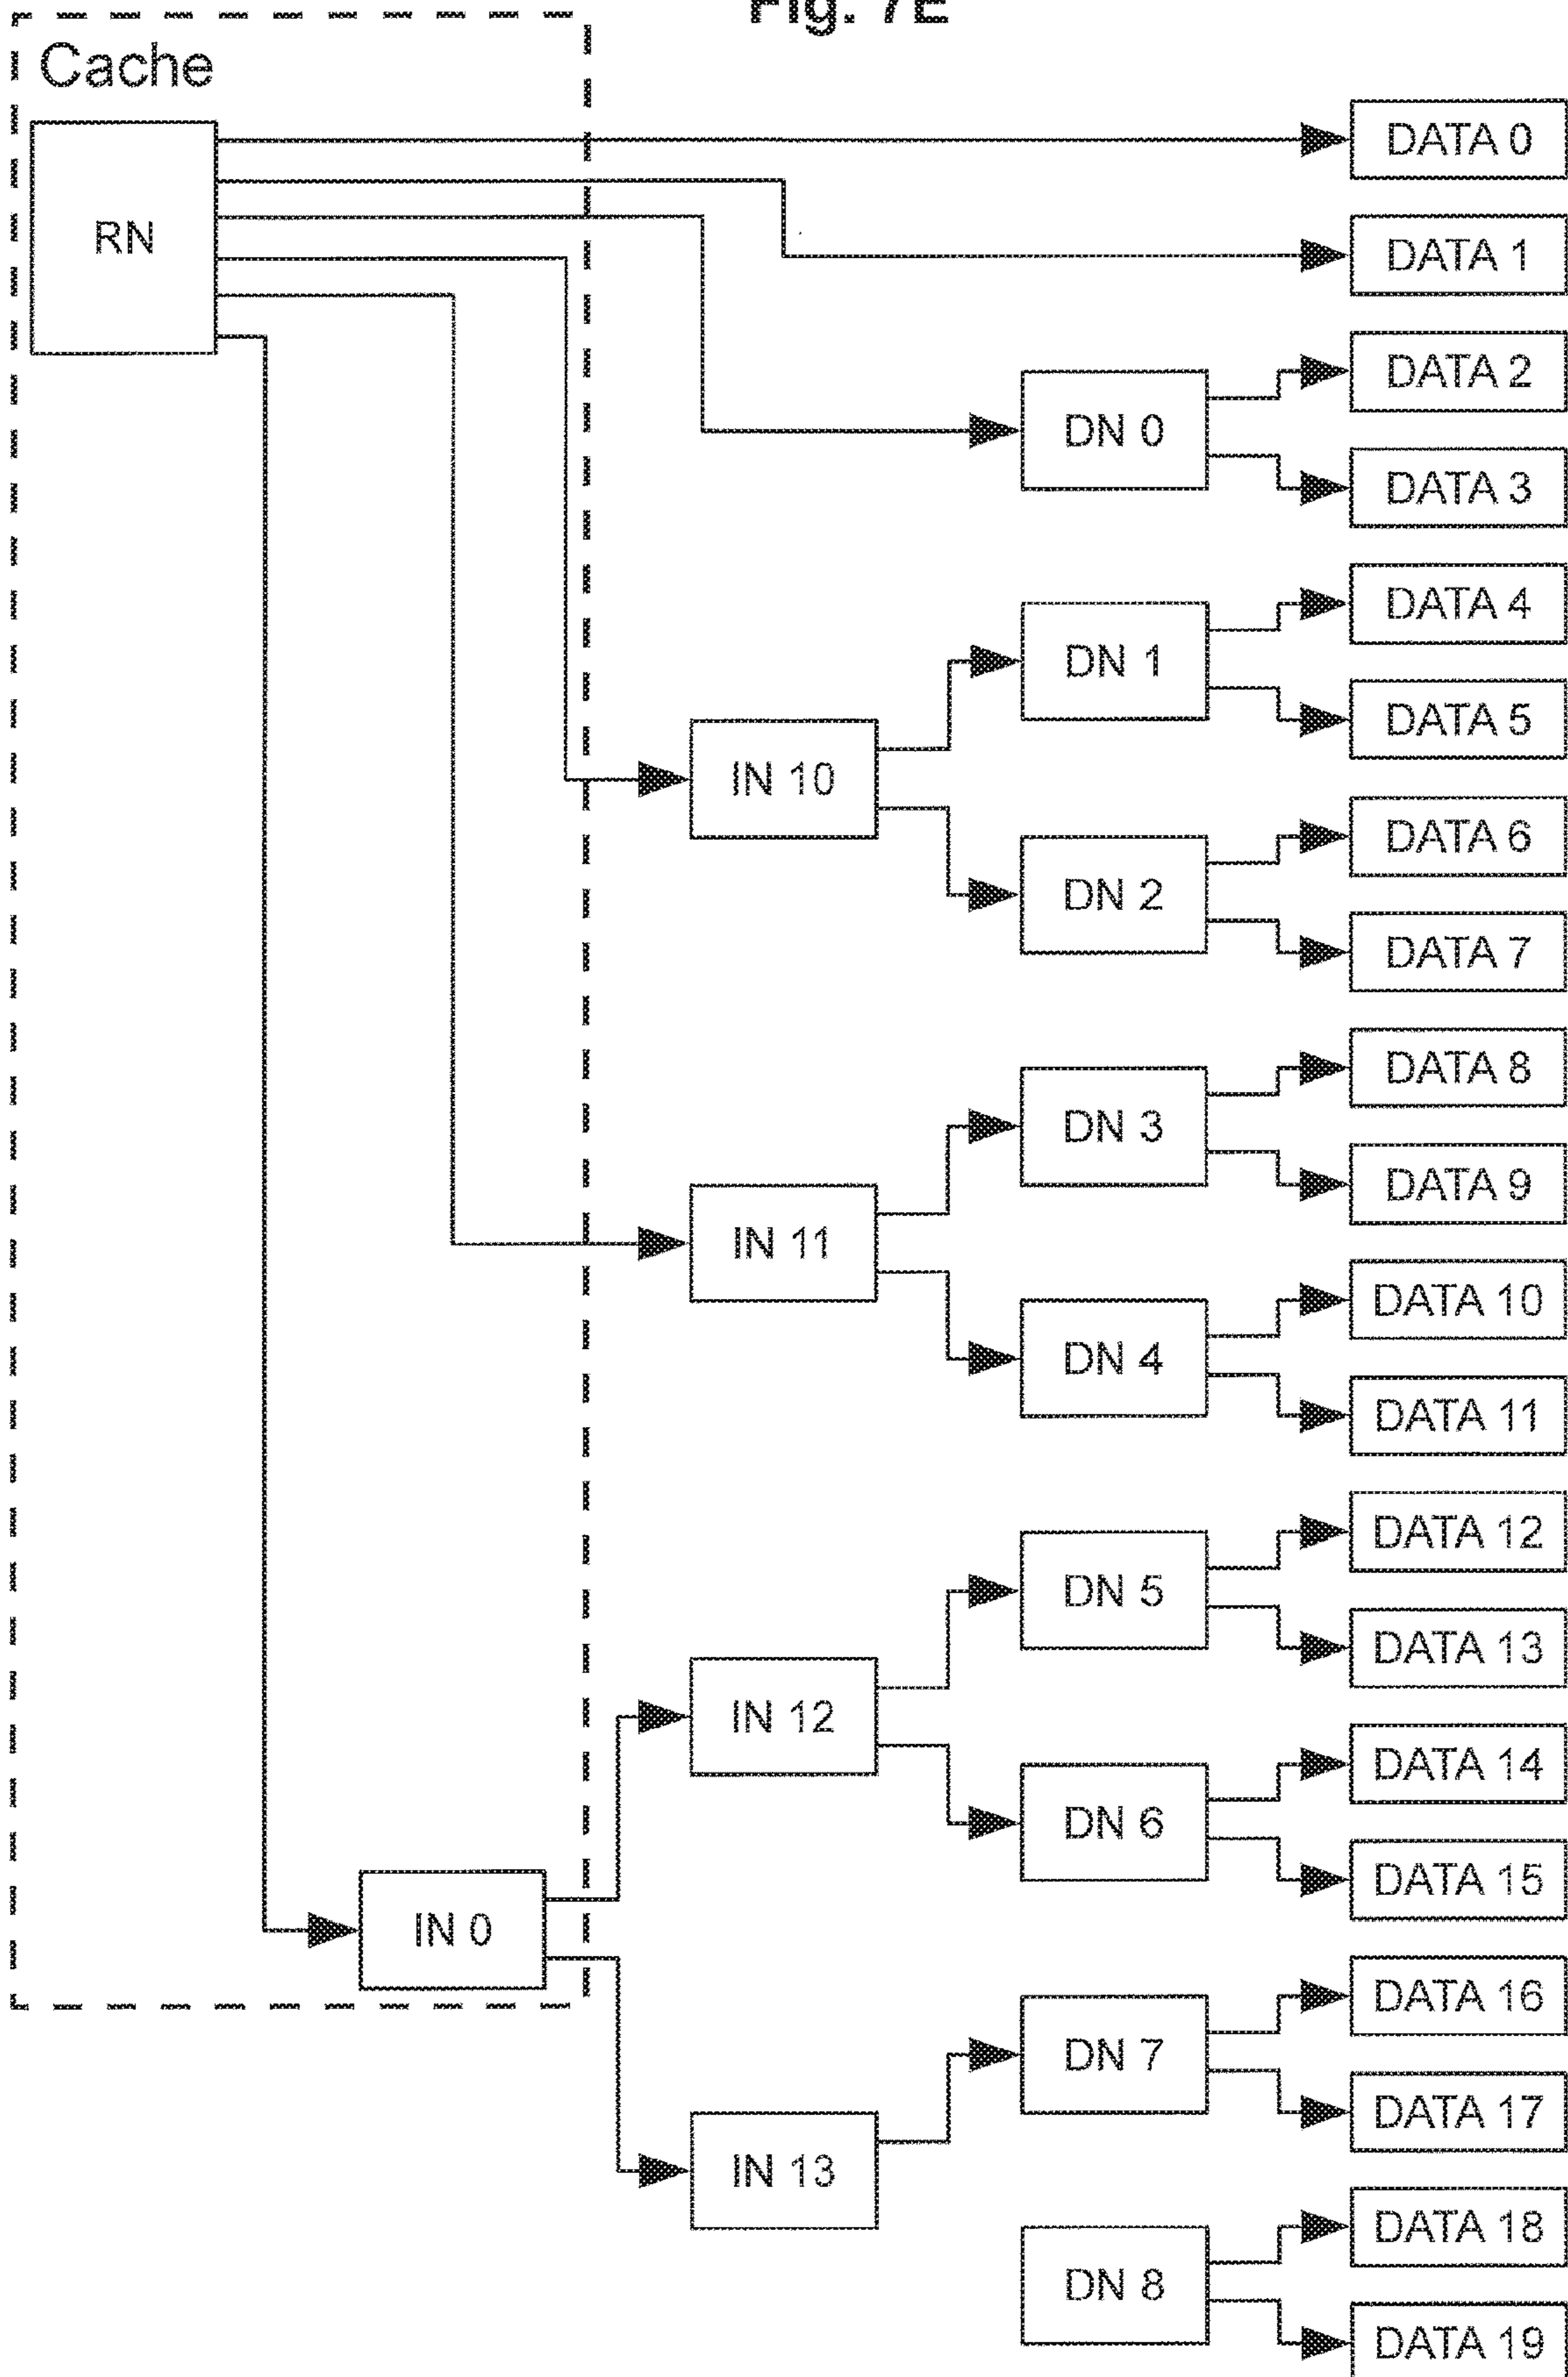 Fig. 7E
Cache
RN
DATA 0
DATA 1
DATA 2
DN 0
DATA 3
DATA 4
DN 1
DATA 5
IN 10
DATA 6
DN 2
DATA 7
DATA 8
DN 3
DATA 9
IN 11
DATA 10
DN 4
DATA 11
DATA 12
DN 5
DATA 13
IN 12
DATA 14
DN 6
DATA 15
IN 0
DATA 16
DN 7
DATA 17
IN 13
DATA 18
DN 8
DATA 19